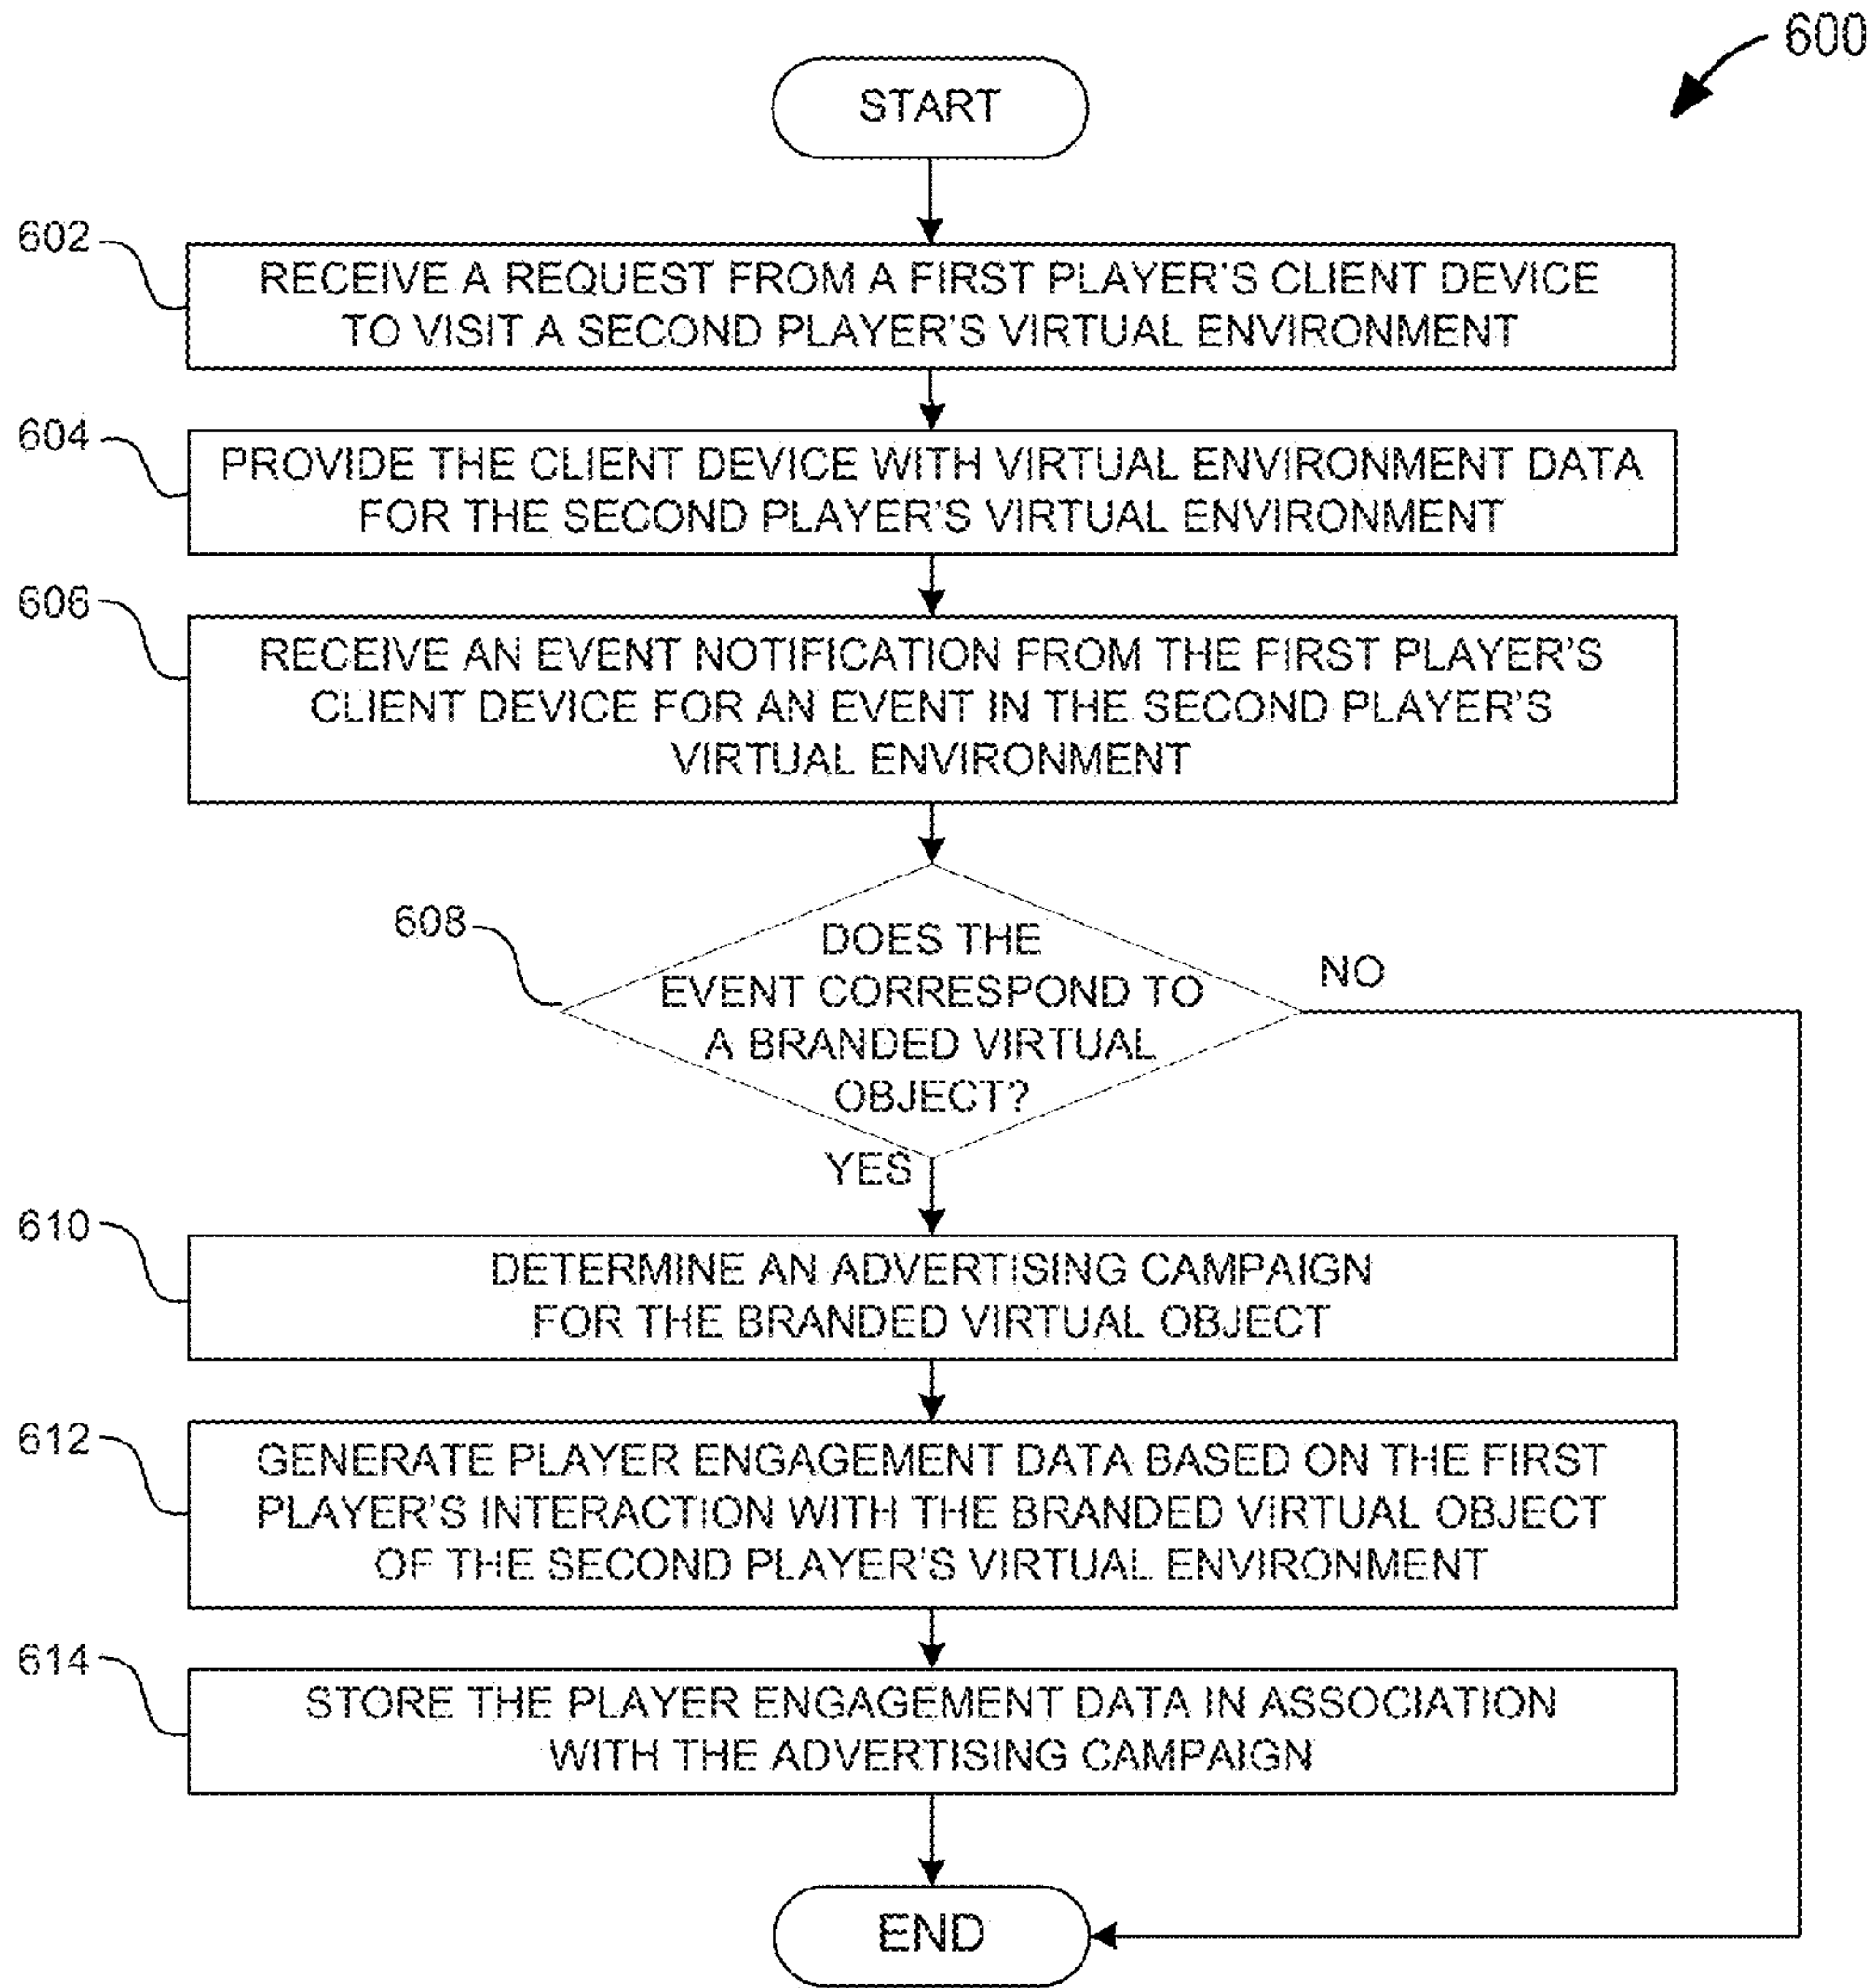 600
START
602
RECEIVE A REQUEST FROM A FIRST PLAYER'S CLIENT DEVICE
TO VISIT A SECOND PLAYER'S VIRTUAL ENVIRONMENT
604
PROVIDE THE CLIENT DEVICE WITH VIRTUAL ENVIRONMENT DATA
FOR THE SECOND PLAYER'S VIRTUAL ENVIRONMENT
606
RECEIVE AN EVENT NOTIFICATION FROM THE FIRST PLAYER'S
CLIENT DEVICE FOR AN EVENT IN THE SECOND PLAYER'S
VIRTUAL ENVIRONMENT
608
DOES THE
EVENT CORRESPOND TO
A BRANDED VIRTUAL
OBJECT?
NO
YES
610
DETERMINE AN ADVERTISING CAMPAIGN
FOR THE BRANDED VIRTUAL OBJECT
612
GENERATE PLAYER ENGAGEMENT DATA BASED ON THE FIRST
PLAYER'S INTERACTION WITH THE BRANDED VIRTUAL OBJECT
OF THE SECOND PLAYER'S VIRTUAL ENVIRONMENT
614
STORE THE PLAYER ENGAGEMENT DATA IN ASSOCIATION
WITH THE ADVERTISING CAMPAIGN
END